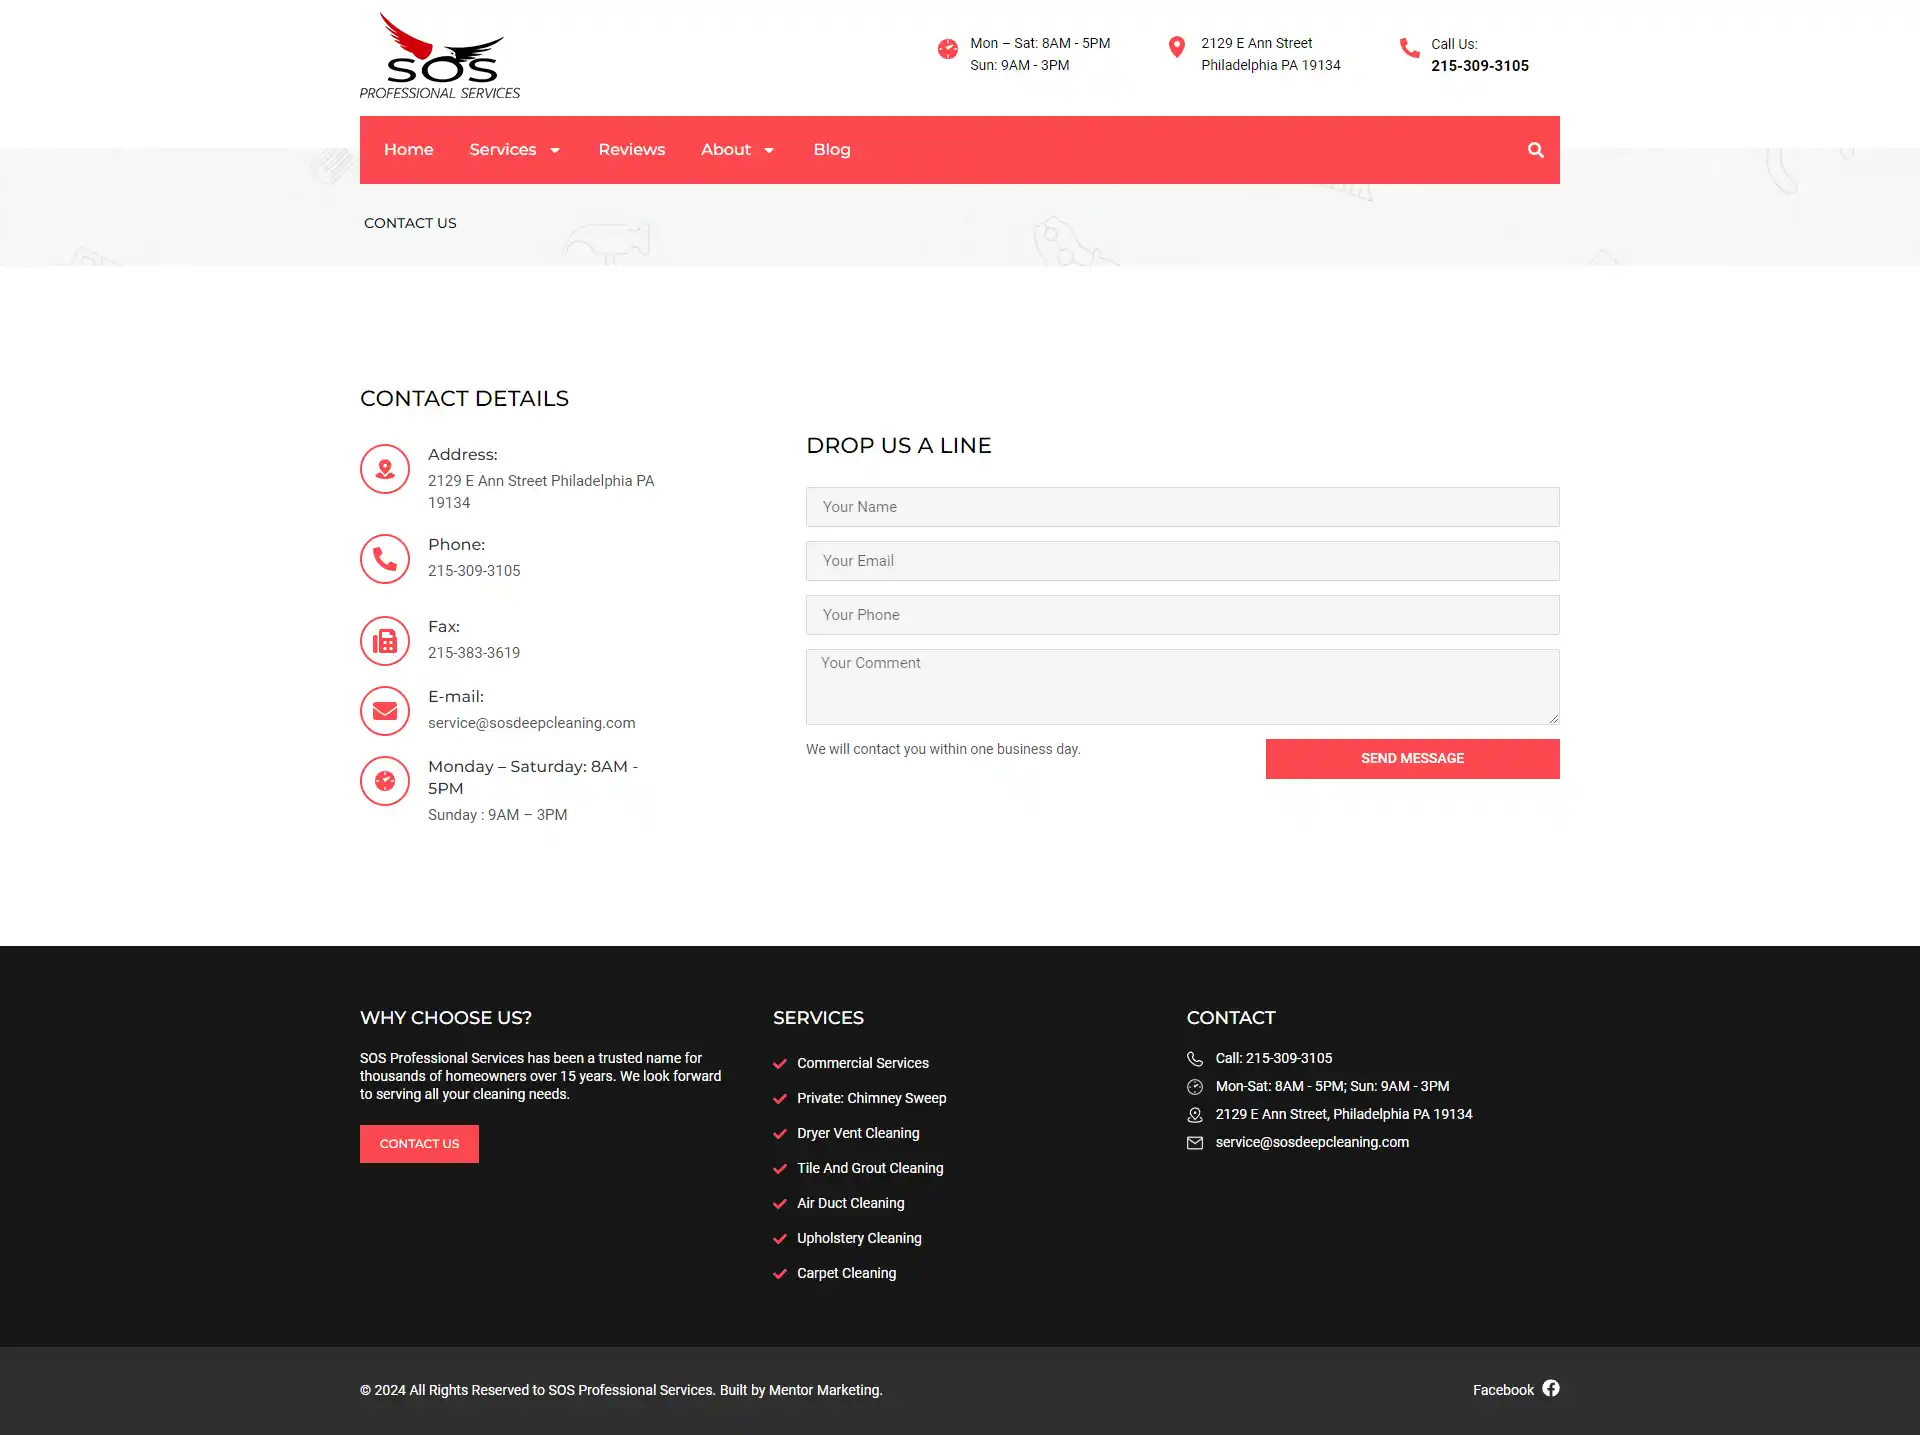 SOS
PROFESSIONAL SERVICES
Mon – Sat: 8AM - 5PM
Sun: 9AM - 3PM
2129 E Ann Street
Philadelphia PA 19134
Call Us:
215-309-3105
Home
Services
Reviews
About
Blog
CONTACT US
CONTACT DETAILS
Address:
2129 E Ann Street Philadelphia PA
19134
Phone:
215-309-3105
Fax:
215-383-3619
E-mail:
service@sosdeepcleaning.com
Monday – Saturday: 8AM -
5PM
Sunday : 9AM – 3PM
DROP US A LINE
Your Name
Your Email
Your Phone
Your Comment
We will contact you within one business day.
SEND MESSAGE
WHY CHOOSE US?
SOS Professional Services has been a trusted name for
thousands of homeowners over 15 years. We look forward
to serving all your cleaning needs.
CONTACT US
SERVICES
Commercial Services
Private: Chimney Sweep
Dryer Vent Cleaning
Tile And Grout Cleaning
Air Duct Cleaning
Upholstery Cleaning
Carpet Cleaning
CONTACT
Call: 215-309-3105
Mon-Sat: 8AM - 5PM; Sun: 9AM - 3PM
2129 E Ann Street, Philadelphia PA 19134
service@sosdeepcleaning.com
© 2024 All Rights Reserved to SOS Professional Services. Built by Mentor Marketing.
Facebook